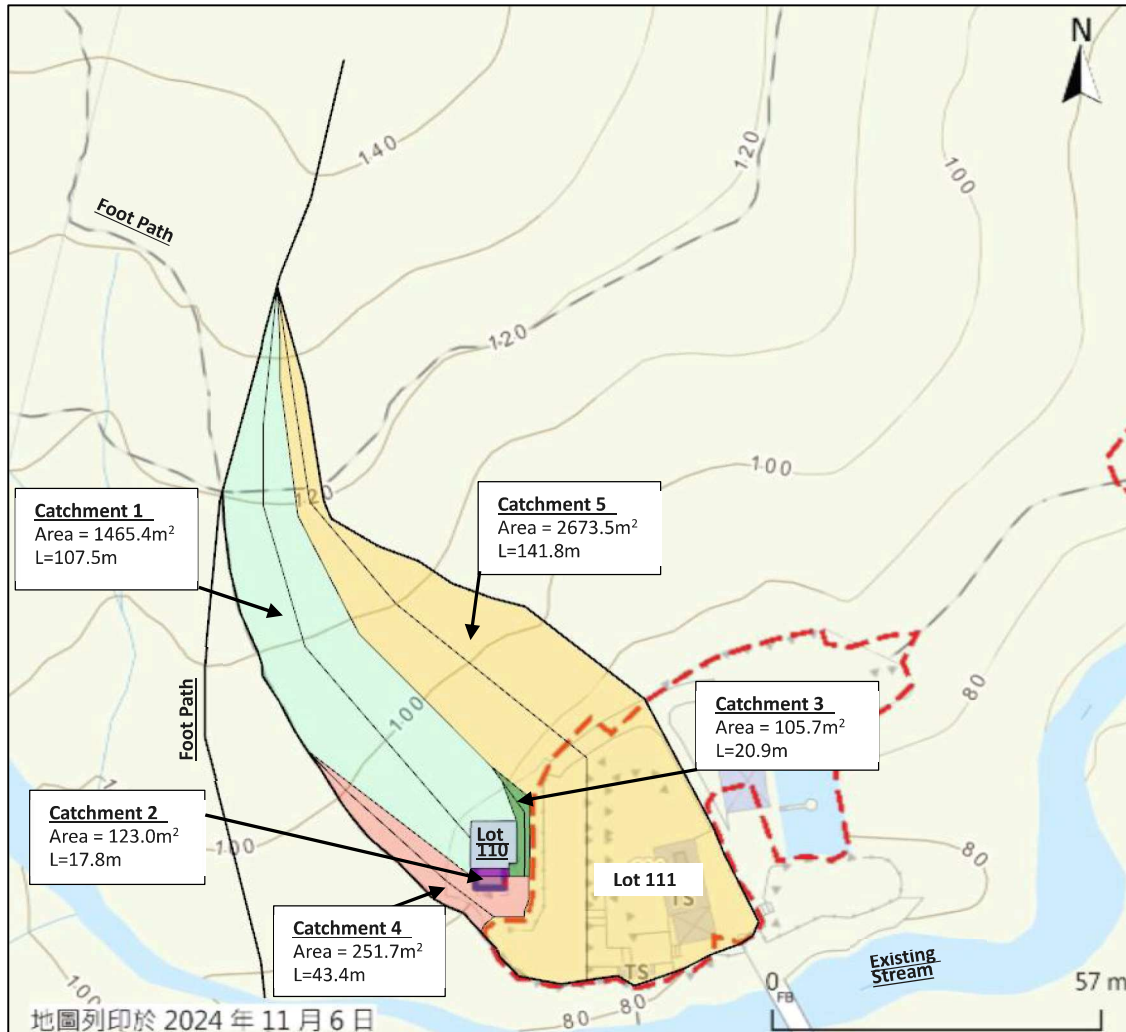 N
140
120
100
Foot Path
120
100
120
Catchment 1
Area = 1465.4m²
L=107.5m
Catchment 5
Area = 2673.5m²
L=141.8m
80
Catchment 3
Area = 105.7m²
L=20.9m
100
Foot Path
Catchment 2
Area = 123.0m²
L=17.8m
100
Lot
110
80
Lot 111
TS
Catchment 4
Area = 251.7m²
L=43.4m
Existing
Stream
100
TS
0
57 m
FB
80
80
地圖列印於 2024 年 11 月 6 日